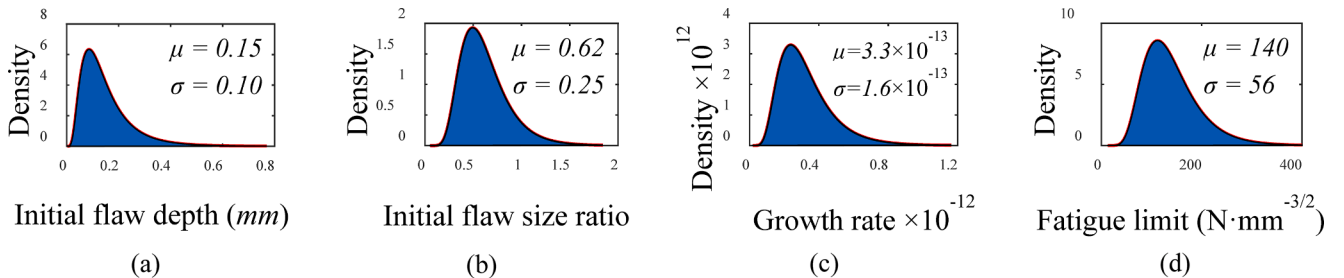 Density
8
6
4
2
0
μ = 0.15
σ = 0.10
0 0.2 0.4 0.6 0.8
Initial flaw depth (mm)
(a)
Density
2
1.5
1
0.5
0
μ = 0.62
σ = 0.25
0 0.5 1 1.5 2
Initial flaw size ratio
(b)
Density ×10^12
4
3
2
1
0
μ=3.3×10^-13
σ=1.6×10^-13
0 0.4 0.8 1.2
Growth rate ×10^-12
(c)
Density
10
5
0
μ = 140
σ = 56
0 200 400
Fatigue limit (N·mm^-3/2)
(d)